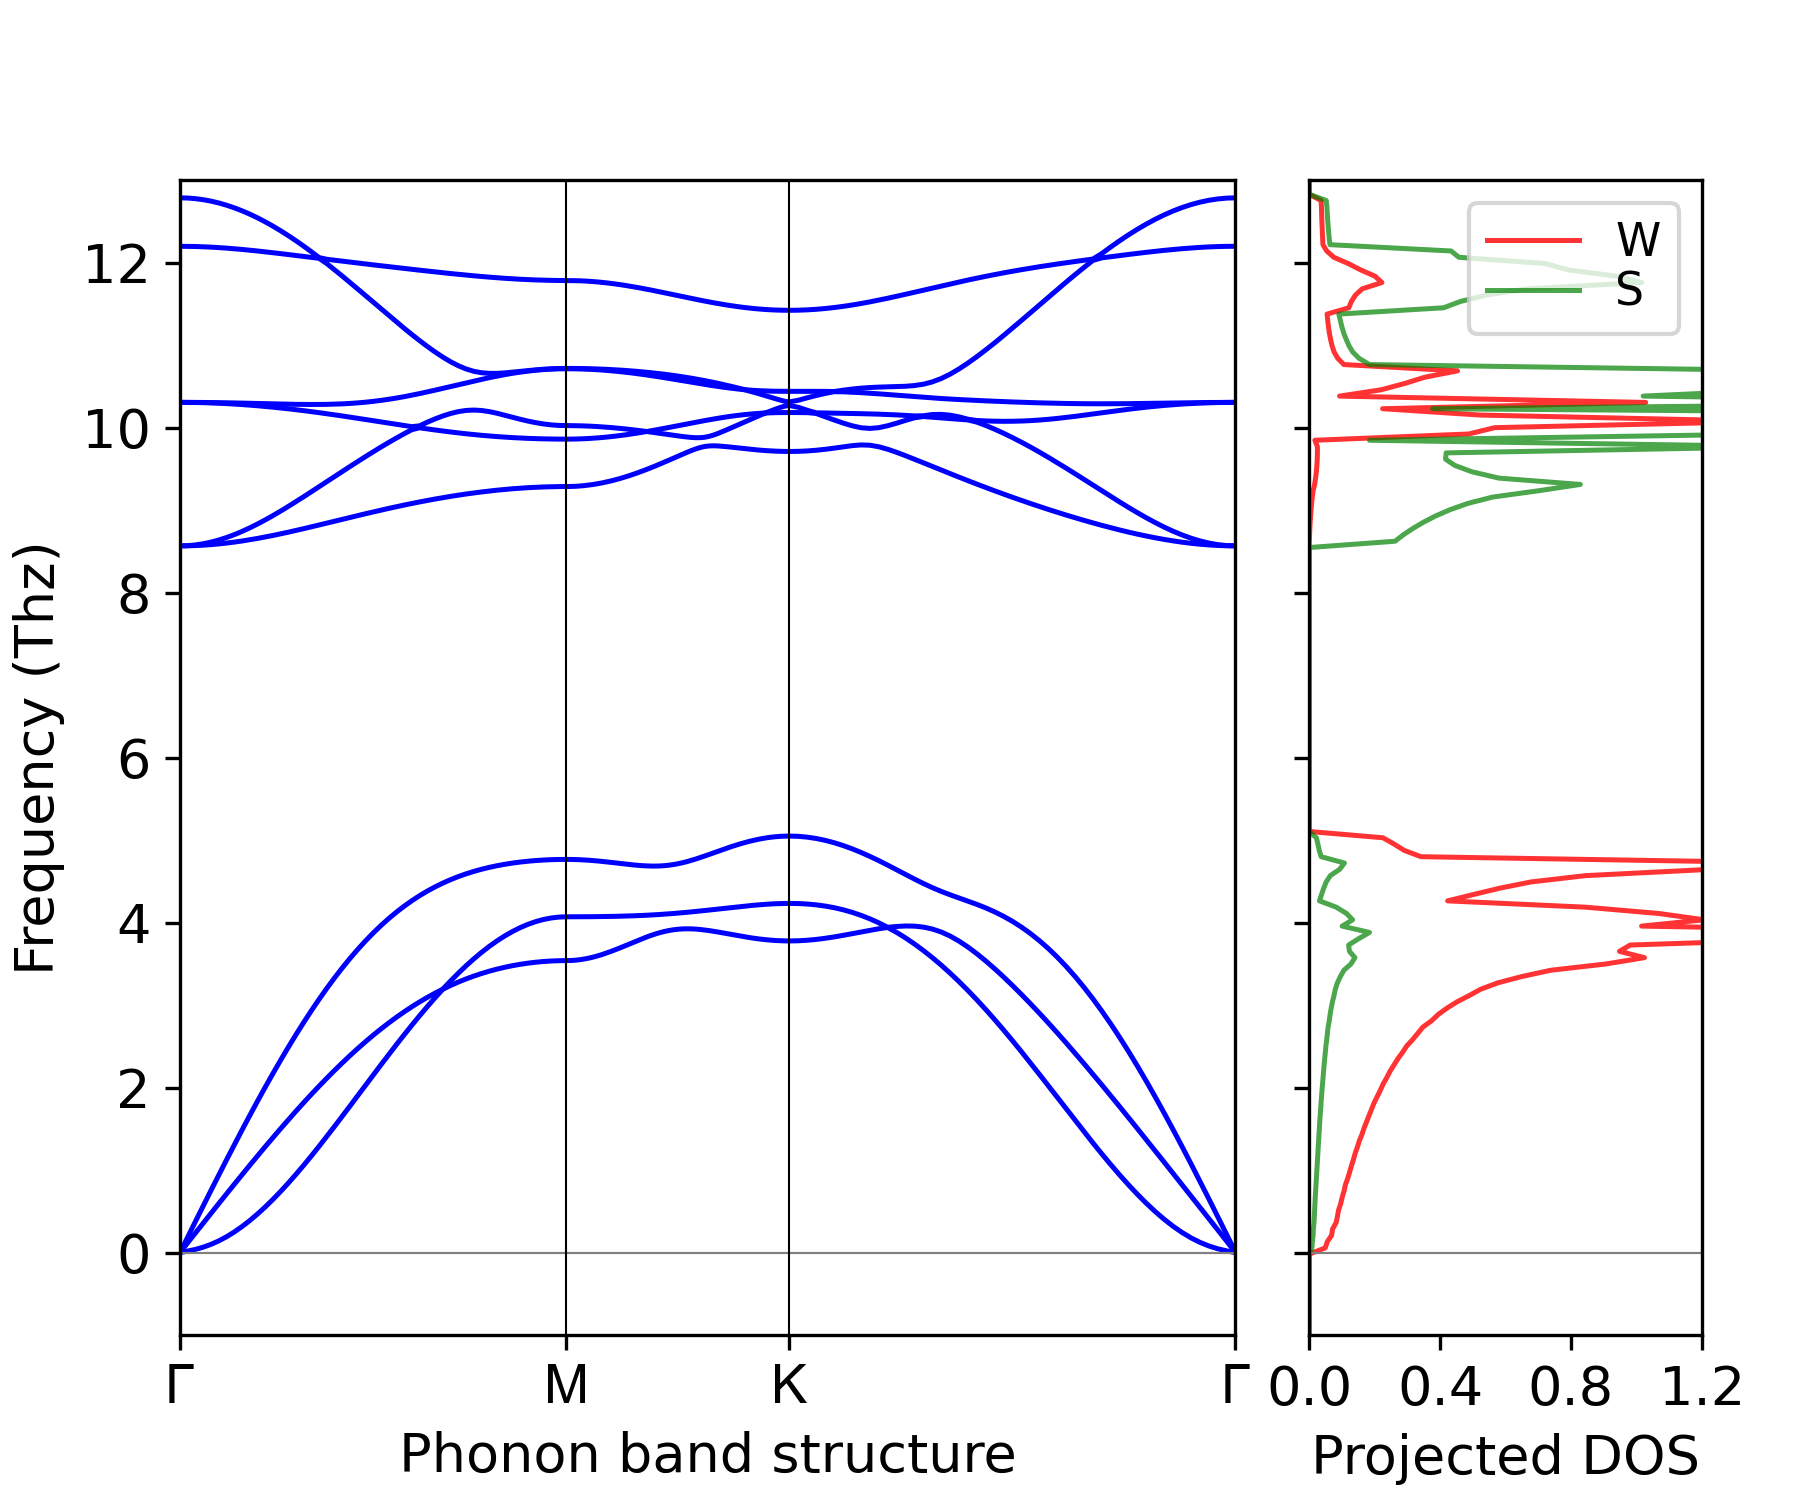 W
S
12
10
8
6
4
2
0
Frequency (Thz)
Γ M K Γ
0.0 0.4 0.8 1.2
Phonon band structure
Projected DOS